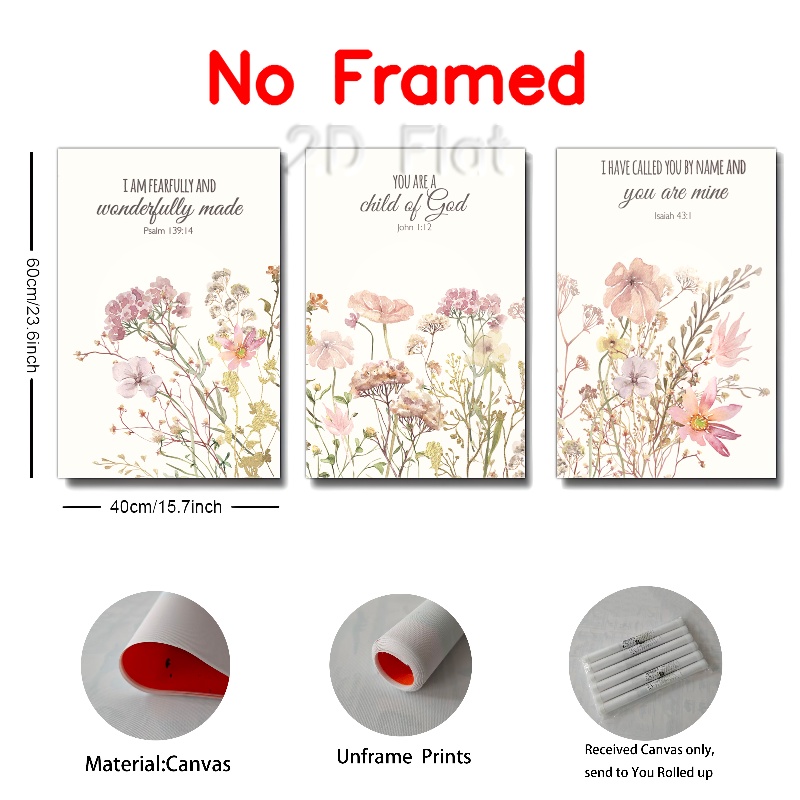 No Framed
2D Flat
I AM FEARFULLY AND
wonderfully made
Psalm 139:14
YOU ARE A
child of God
John 1:12
I HAVE CALLED YOU BY NAME AND
you are mine
Isaiah 43:1
60cm/23.6inch
40cm/15.7inch
Material:Canvas
Unframe Prints
Received Canvas only,
send to You Rolled up